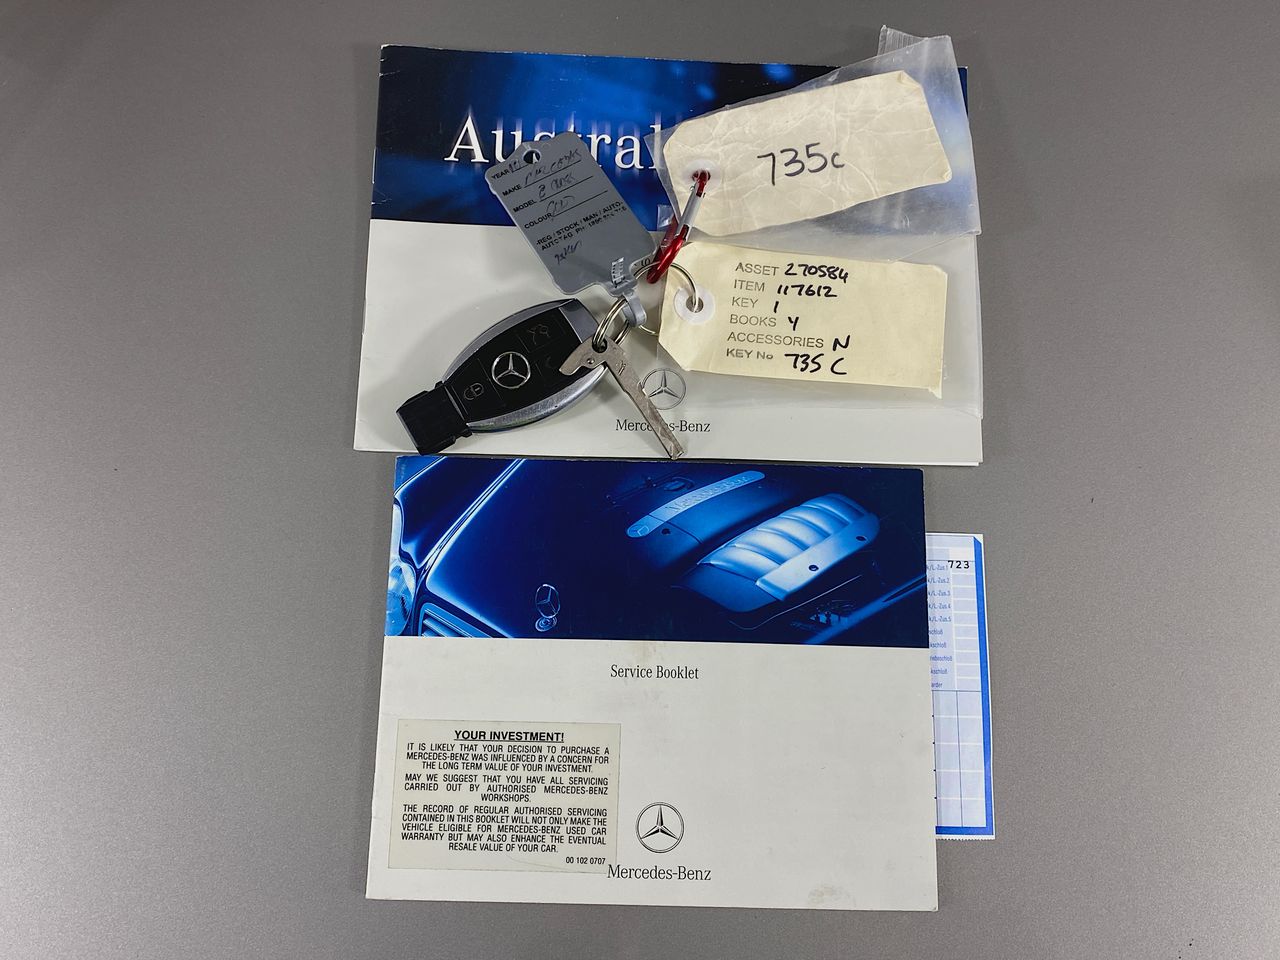 Austral
735c
YEAR
MAKE
MODEL
COLOUR
REG / STOCK / MAN / AUTO-
ASSET 270584
ITEM 117612
KEY 1
BOOKS 4
ACCESSORIES N
KEY No 735 C
Mercedes-Benz
723
Service Booklet
YOUR INVESTMENT!
IT IS LIKELY THAT YOUR DECISION TO PURCHASE A
MERCEDES-BENZ WAS INFLUENCED BY A CONCERN FOR
THE LONG TERM VALUE OF YOUR INVESTMENT.
MAY WE SUGGEST THAT YOU HAVE ALL SERVICING
CARRIED OUT BY AUTHORISED MERCEDES-BENZ
WORKSHOPS.
THE RECORD OF REGULAR AUTHORISED SERVICING
CONTAINED IN THIS BOOKLET WILL NOT ONLY MAKE THE
VEHICLE ELIGIBLE FOR MERCEDES-BENZ USED CAR
WARRANTY BUT MAY ALSO ENHANCE THE EVENTUAL
RESALE VALUE OF YOUR CAR.
00 102 0707
Mercedes-Benz